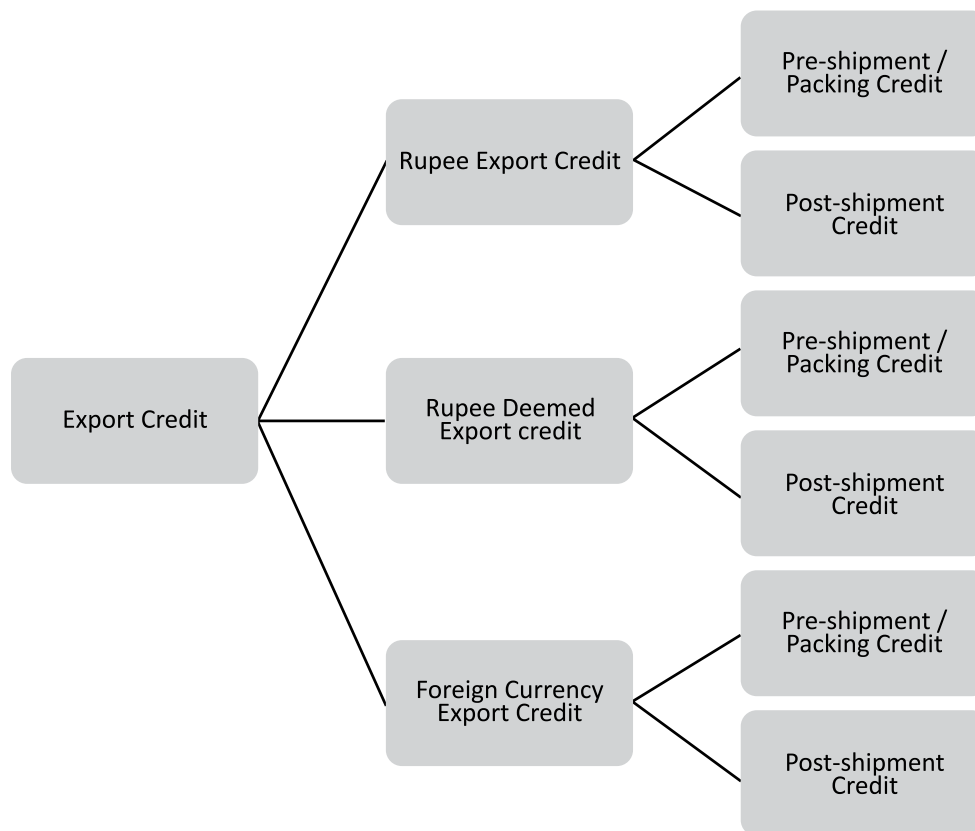 Export Credit
Rupee Export Credit
Pre-shipment /
Packing Credit
Post-shipment
Credit
Rupee Deemed
Export credit
Pre-shipment /
Packing Credit
Post-shipment
Credit
Foreign Currency
Export Credit
Pre-shipment /
Packing Credit
Post-shipment
Credit